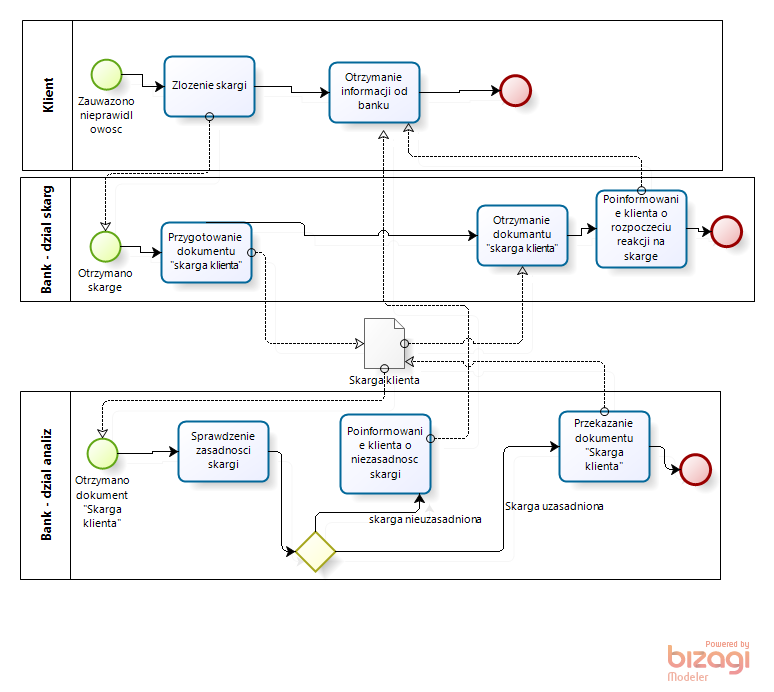 Klient
Zauwazono
nieprawidl
owosc
Zlozenie skargi
Otrzymanie
informacji od
banku
Bank - dzial skarg
Otrzymano
skarge
Przygotowanie
dokumentu
"skarga klienta"
Otrzymanie
dokumantu
"skarga klienta"
Poinformowani
e klienta o
rozpoczeciu
reakcji na
skarge
Skarga klienta
Bank - dzial analiz
Otrzymano
dokument
"Skarga
klienta"
Sprawdzenie
zasadnosci
skargi
Poinformowani
e klienta o
niezasadnosc
skargi
skarga nieuzasadniona
Skarga uzasadniona
Przekazanie
dokumentu
"Skarga
klienta"
Powered by
bizagi
Modeler